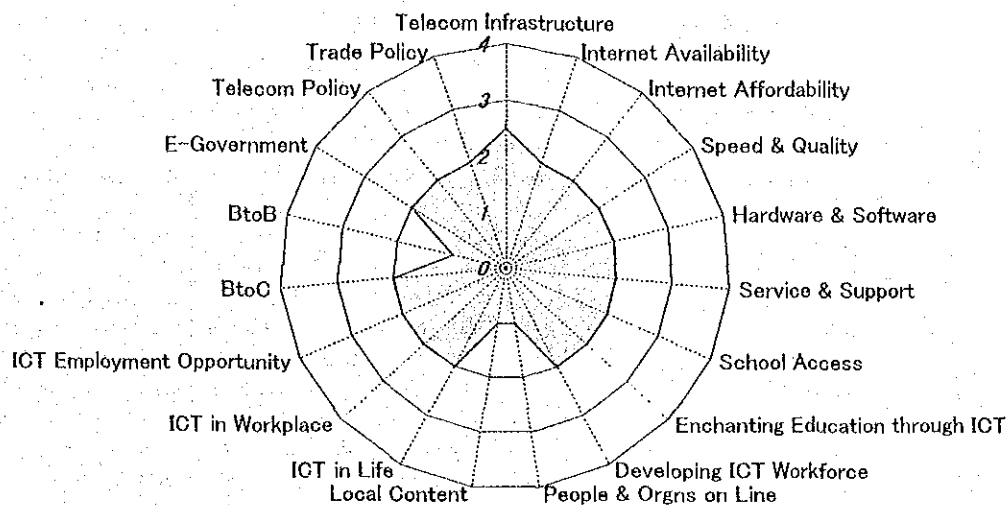 Telecom Infrastructure
Trade Policy
4
Internet Availability
Telecom Policy
Internet Affordability
3
E-Government
Speed & Quality
2
BtoB
1
Hardware & Software
0
BtoC
Service & Support
ICT Employment Opportunity
School Access
ICT in Workplace
Enchanting Education through ICT
ICT in Life
Developing ICT Workforce
Local Content
People & Orgns on Line